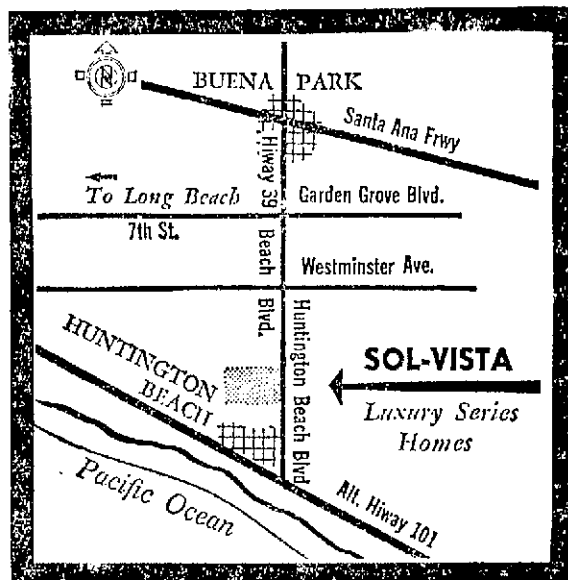 N
BUENA PARK
Santa Ana Frwy
Hiway 39
To Long Beach
Garden Grove Blvd.
7th St.
Beach Blvd.
Westminster Ave.
HUNTINGTON
BEACH
Huntington Beach Blvd
SOL-VISTA
Luxury Series
Homes
Alt. Hiway 101
Pacific Ocean